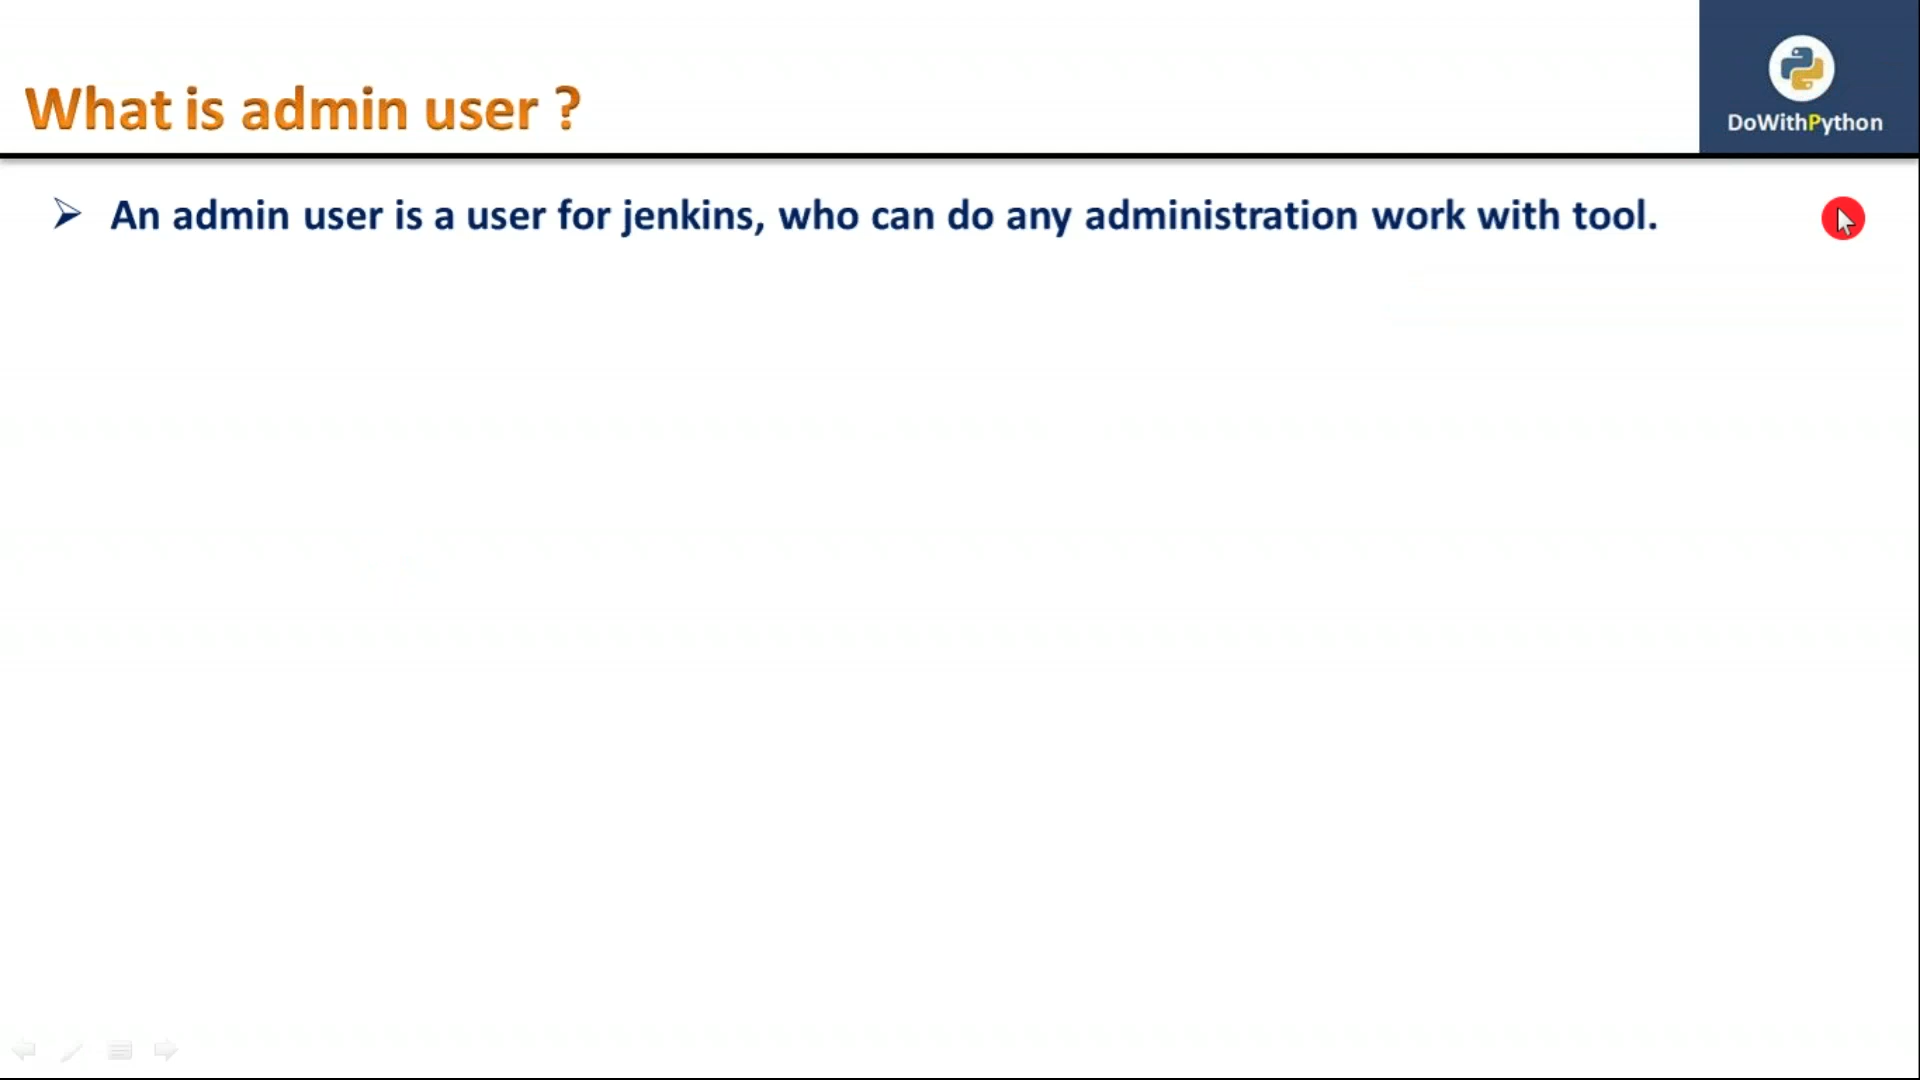 What is admin user ?
DoWithPython
An admin user is a user for jenkins, who can do any administration work with tool.